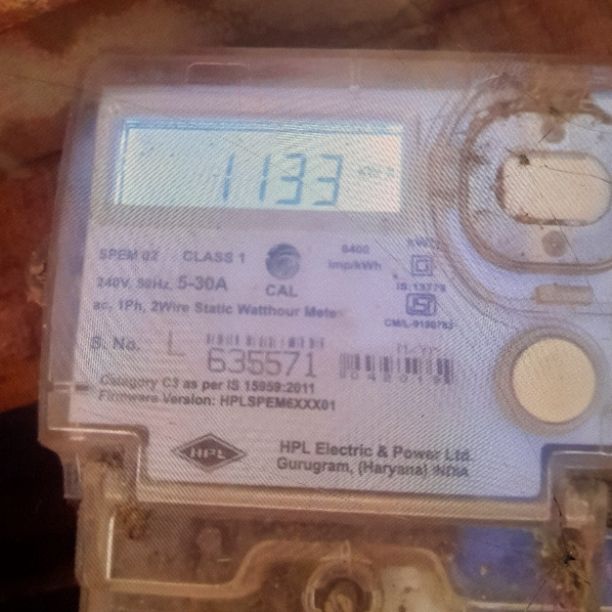 1133
SPEM 02 CLASS 1
6400
imp/kWh
240V, 50Hz, 5-30A
CAL
IS:13779
ac, 1Ph, 2Wire Static Watthour Meter
S. No. L 635571
Category C3 as per IS 15959:2011
Firmware Version: HPLSPEM6XXX01
HPL
HPL Electric & Power Ltd.
Gurugram, (Haryana) INDIA